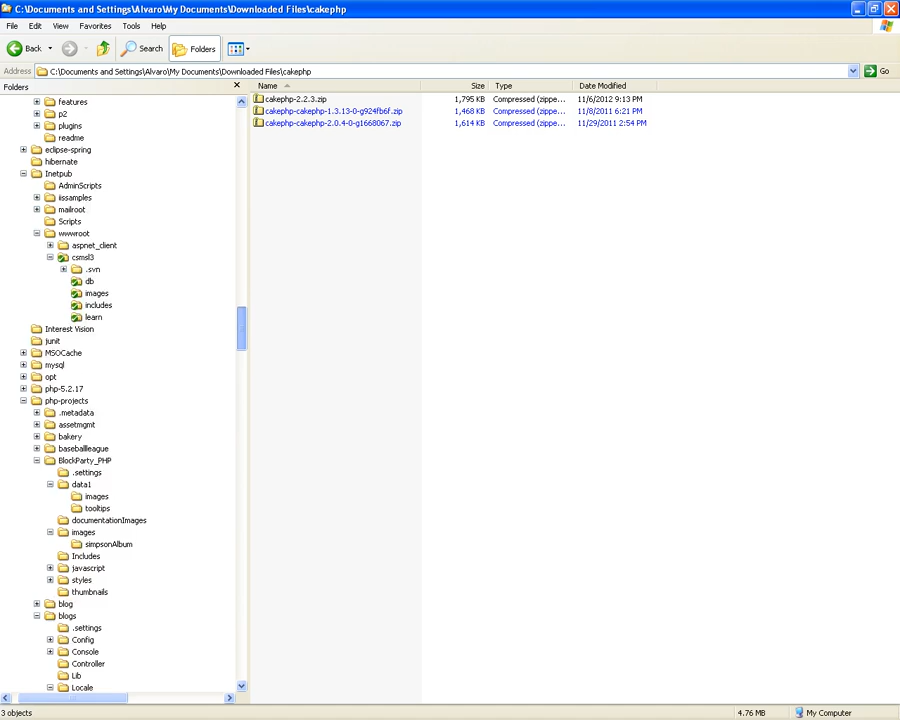 C:\Documents and Settings\Alvaro\My Documents\Downloaded Files\cakephp
File Edit View Favorites Tools Help
Back Search Folders
Address C:\Documents and Settings\Alvaro\My Documents\Downloaded Files\cakephp Go
Folders
Name Size Type Date Modified
cakephp-2.2.3.zip 1,795 KB Compressed (zippe... 11/6/2012 9:13 PM
cakephp-cakephp-1.3.13-0-g924fb6f.zip 1,468 KB Compressed (zippe... 11/8/2011 6:21 PM
cakephp-cakephp-2.0.4-0-g1668067.zip 1,614 KB Compressed (zippe... 11/29/2011 2:54 PM
features
p2
plugins
readme
eclipse-spring
hibernate
Inetpub
AdminScripts
iissamples
mailroot
Scripts
wwwroot
aspnet_client
csmsl3
.svn
db
images
includes
learn
Interest Vision
junit
MSOCache
mysql
opt
php-5.2.17
php-projects
.metadata
assetmgmt
bakery
baseballleague
BlockParty_PHP
.settings
data1
images
tooltips
documentationImages
images
simpsonAlbum
Includes
javascript
styles
thumbnails
blog
blogs
.settings
Config
Console
Controller
Lib
Locale
3 objects 4.76 MB My Computer